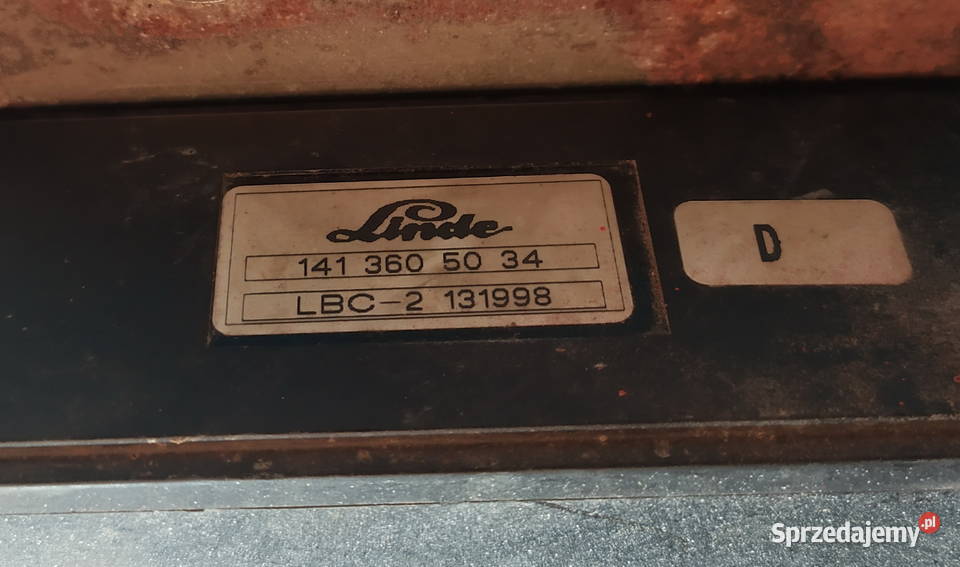 Linde
141 360 50 34
LBC-2 131998
D
Sprzedajemy.pl